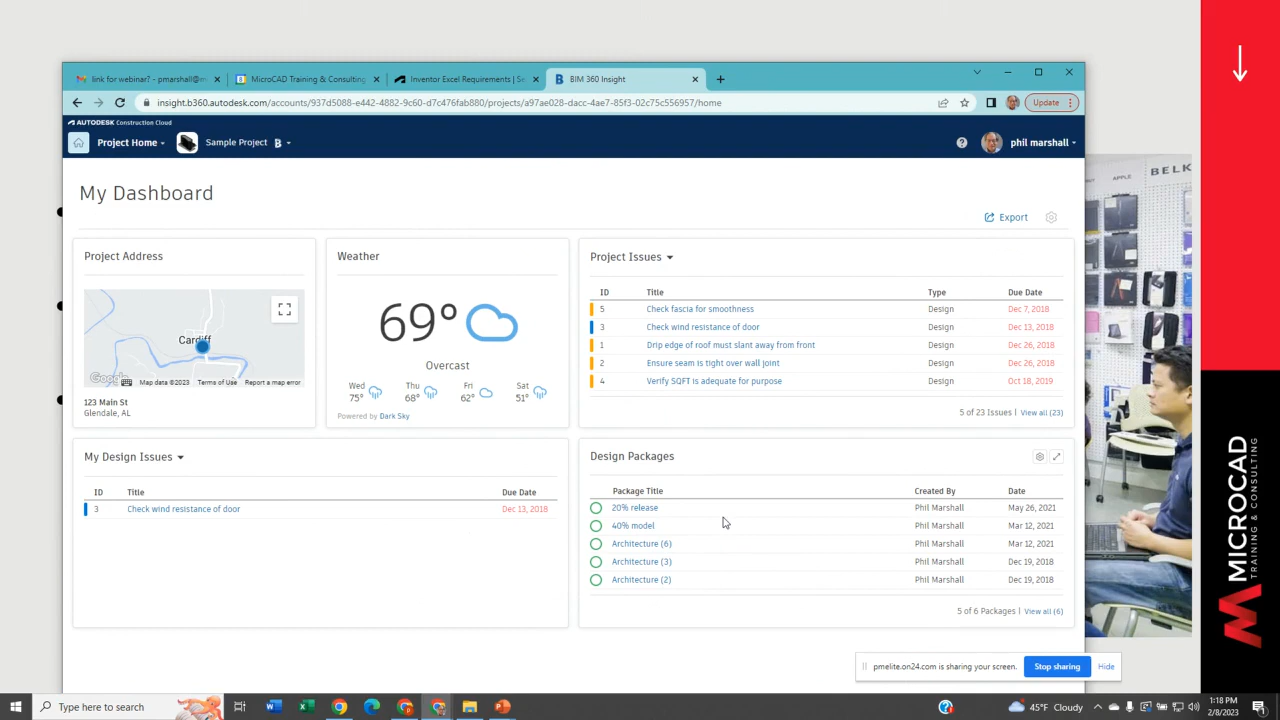 link for webinar? - pmarshall@m
MicroCAD Training & Consulting
Inventor Excel Requirements | Se
BIM 360 Insight
insight.b360.autodesk.com/accounts/937d5088-e442-4882-9c60-d7c476fab880/projects/a97ae028-dacc-4ae7-85f3-02c75c556957/home
Update
AUTODESK Construction Cloud
Project Home
Sample Project
phil marshall
My Dashboard
Export
Project Address
Cardiff
Google
Map data ©2023 Terms of Use Report a map error
123 Main St
Glendale, AL
Weather
69°
Overcast
Wed Thu Fri Sat
75° 68° 62° 51°
Powered by Dark Sky
Project Issues
ID Title Type Due Date
5 Check fascia for smoothness Design Dec 7, 2018
3 Check wind resistance of door Design Dec 13, 2018
1 Drip edge of roof must slant away from front Design Dec 26, 2018
2 Ensure seam is tight over wall joint Design Dec 26, 2018
4 Verify SQFT is adequate for purpose Design Oct 18, 2019
5 of 23 Issues | View all (23)
My Design Issues
ID Title Due Date
3 Check wind resistance of door Dec 13, 2018
Design Packages
Package Title Created By Date
20% release Phil Marshall May 26, 2021
40% model Phil Marshall Mar 12, 2021
Architecture (6) Phil Marshall Mar 12, 2021
Architecture (3) Phil Marshall Dec 19, 2018
Architecture (2) Phil Marshall Dec 19, 2018
5 of 6 Packages | View all (6)
pmelite.on24.com is sharing your screen.
Stop sharing
Hide
APPLE
BELK
MICROCAD
TRAINING & CONSULTING
Type here to search
45°F Cloudy
1:18 PM
2/8/2023